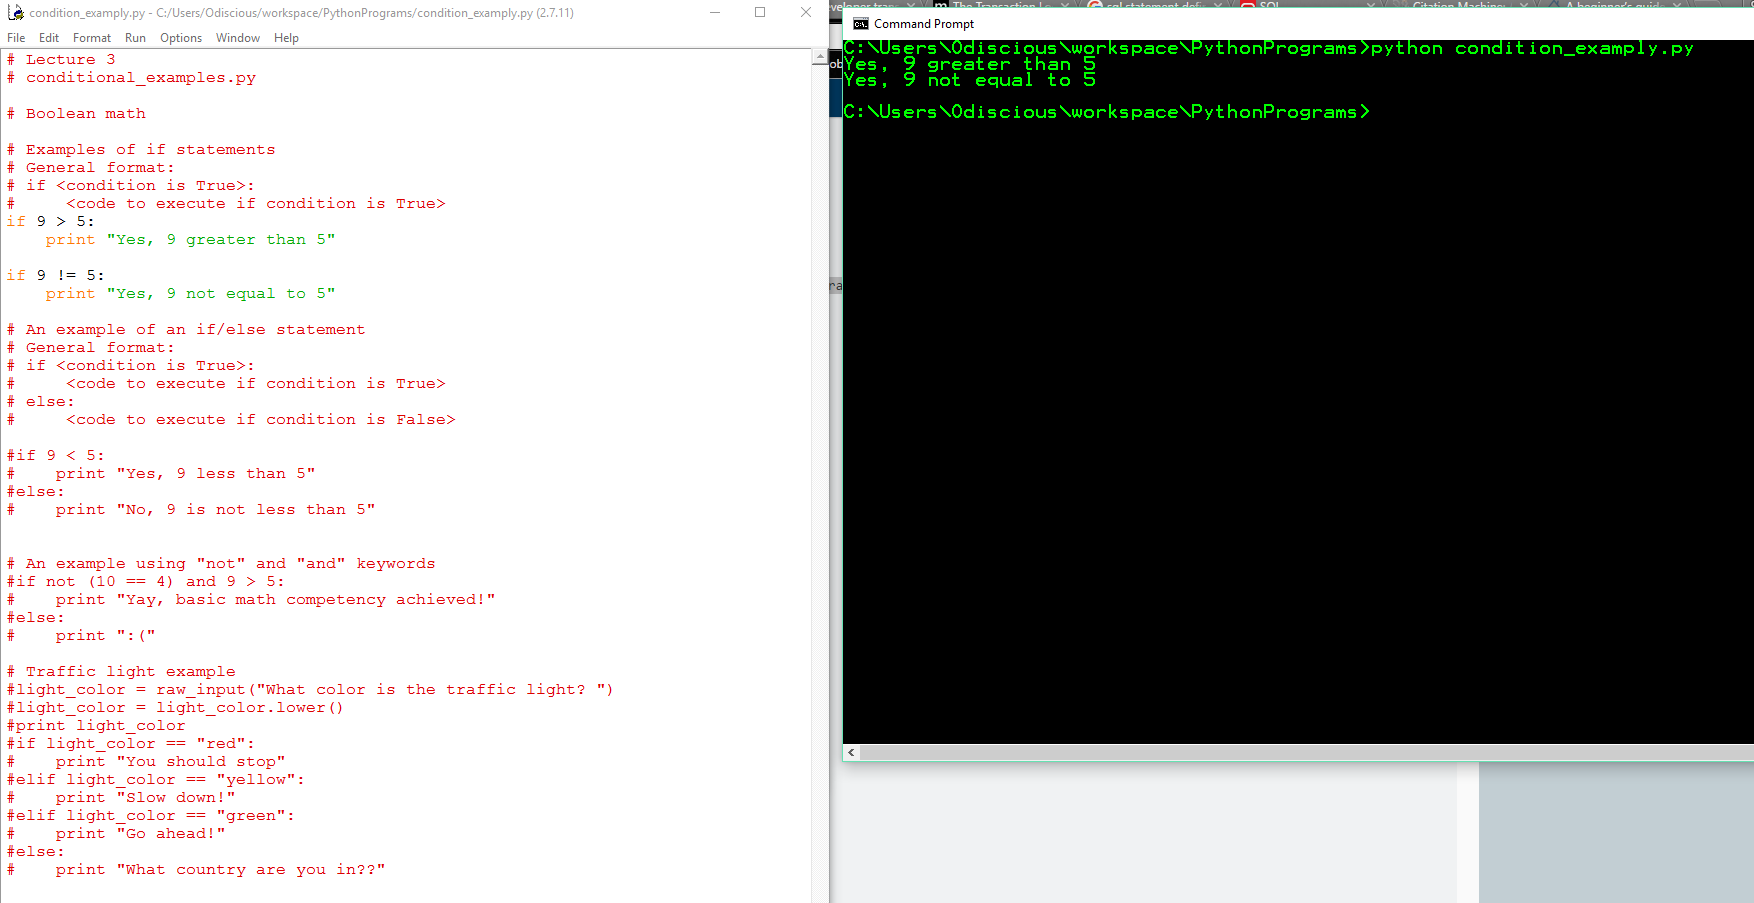 condition_examply.py - C:/Users/Odiscious/workspace/PythonPrograms/condition_examply.py (2.7.11)
File Edit Format Run Options Window Help
# Lecture 3
# conditional_examples.py
# Boolean math
# Examples of if statements
# General format:
# if <condition is True>:
#     <code to execute if condition is True>
if 9 > 5:
    print "Yes, 9 greater than 5"
if 9 != 5:
    print "Yes, 9 not equal to 5"
# An example of an if/else statement
# General format:
# if <condition is True>:
#     <code to execute if condition is True>
# else:
#     <code to execute if condition is False>
#if 9 < 5:
#    print "Yes, 9 less than 5"
#else:
#    print "No, 9 is not less than 5"
# An example using "not" and "and" keywords
#if not (10 == 4) and 9 > 5:
#    print "Yay, basic math competency achieved!"
#else:
#    print ":("
# Traffic light example
#light_color = raw_input("What color is the traffic light? ")
#light_color = light_color.lower()
#print light_color
#if light_color == "red":
#    print "You should stop"
#elif light_color == "yellow":
#    print "Slow down!"
#elif light_color == "green":
#    print "Go ahead!"
#else:
#    print "What country are you in??"
Command Prompt
C:\Users\Odiscious\workspace\PythonPrograms>python condition_examply.py
Yes, 9 greater than 5
Yes, 9 not equal to 5
C:\Users\Odiscious\workspace\PythonPrograms>